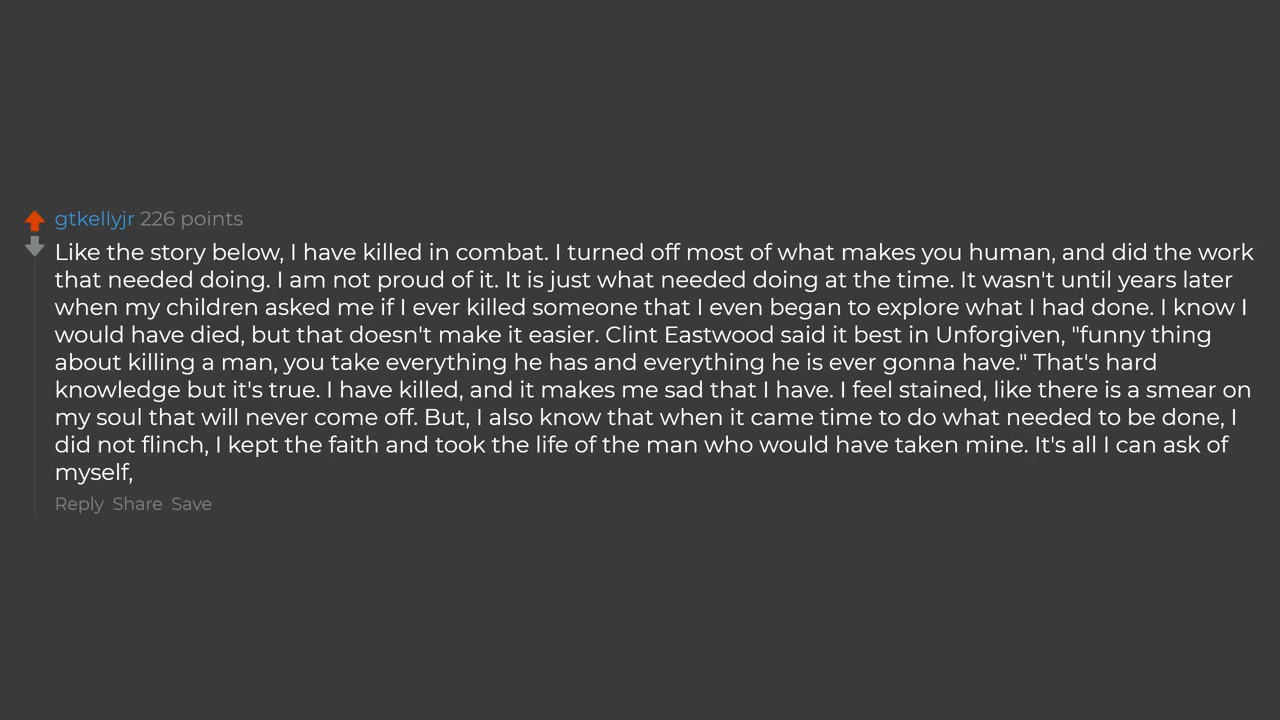 gtkellyjr 226 points
Like the story below, I have killed in combat. I turned off most of what makes you human, and did the work
that needed doing. I am not proud of it. It is just what needed doing at the time. It wasn't until years later
when my children asked me if I ever killed someone that I even began to explore what I had done. I know I
would have died, but that doesn't make it easier. Clint Eastwood said it best in Unforgiven, "funny thing
about killing a man, you take everything he has and everything he is ever gonna have." That's hard
knowledge but it's true. I have killed, and it makes me sad that I have. I feel stained, like there is a smear on
my soul that will never come off. But, I also know that when it came time to do what needed to be done, I
did not flinch, I kept the faith and took the life of the man who would have taken mine. It's all I can ask of
myself,
Reply Share Save